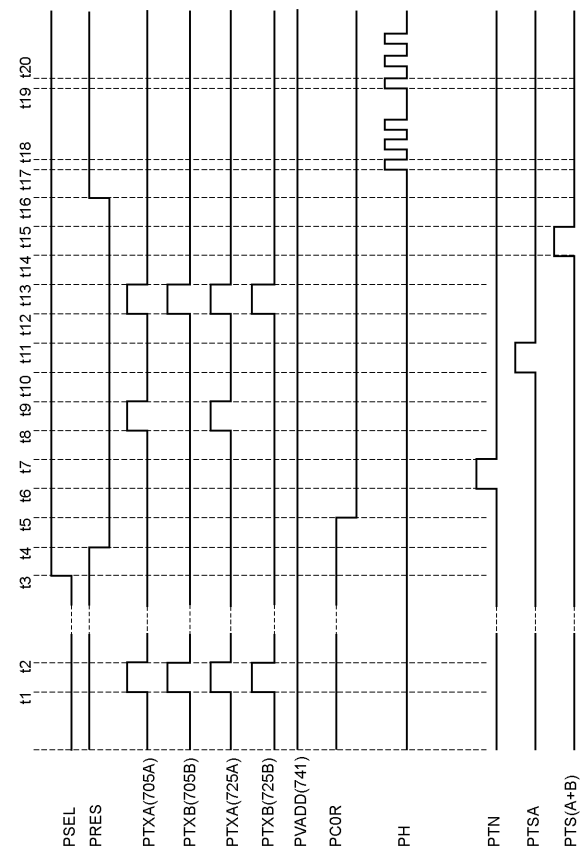 t1
t2
t3
t4
t5
t6
t7
t8
t9
t10
t11
t12
t13
t14
t15
t16
t17
t18
t19
t20
PSEL
PRES
PTXA(705A)
PTXB(705B)
PTXA(725A)
PTXB(725B)
PVADD(741)
PC0R
PH
PTN
PTSA
PTS(A+B)